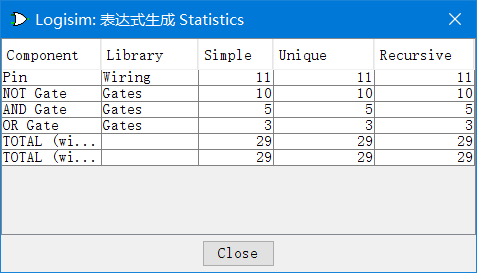 Logisim: 表达式生成 Statistics
Component Library Simple Unique Recursive
Pin Wiring 11 11 11
NOT Gate Gates 10 10 10
AND Gate Gates 5 5 5
OR Gate Gates 3 3 3
TOTAL (wi... 29 29 29
TOTAL (wi... 29 29 29
Close